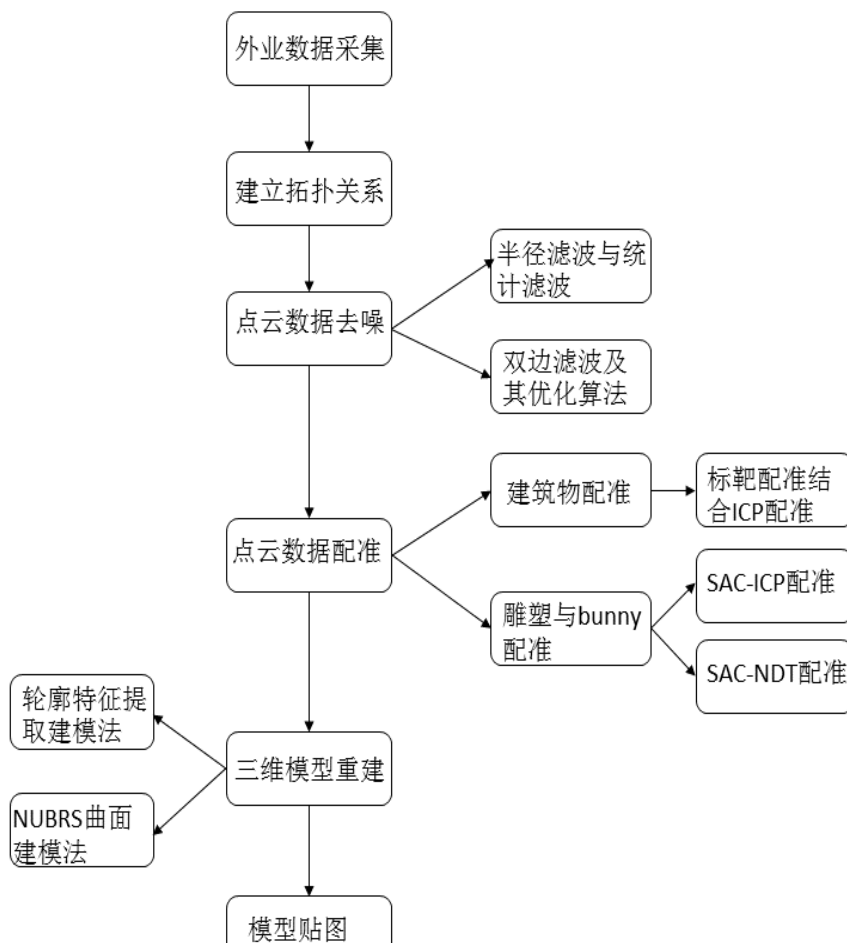 外业数据采集
建立拓扑关系
半径滤波与统
计滤波
点云数据去噪
双边滤波及
其优化算法
建筑物配准
标靶配准结
合ICP配准
点云数据配准
SAC-ICP配准
雕塑与bunny
配准
SAC-NDT配准
轮廓特征提
取建模法
三维模型重建
NUBRS曲面
建模法
模型贴图